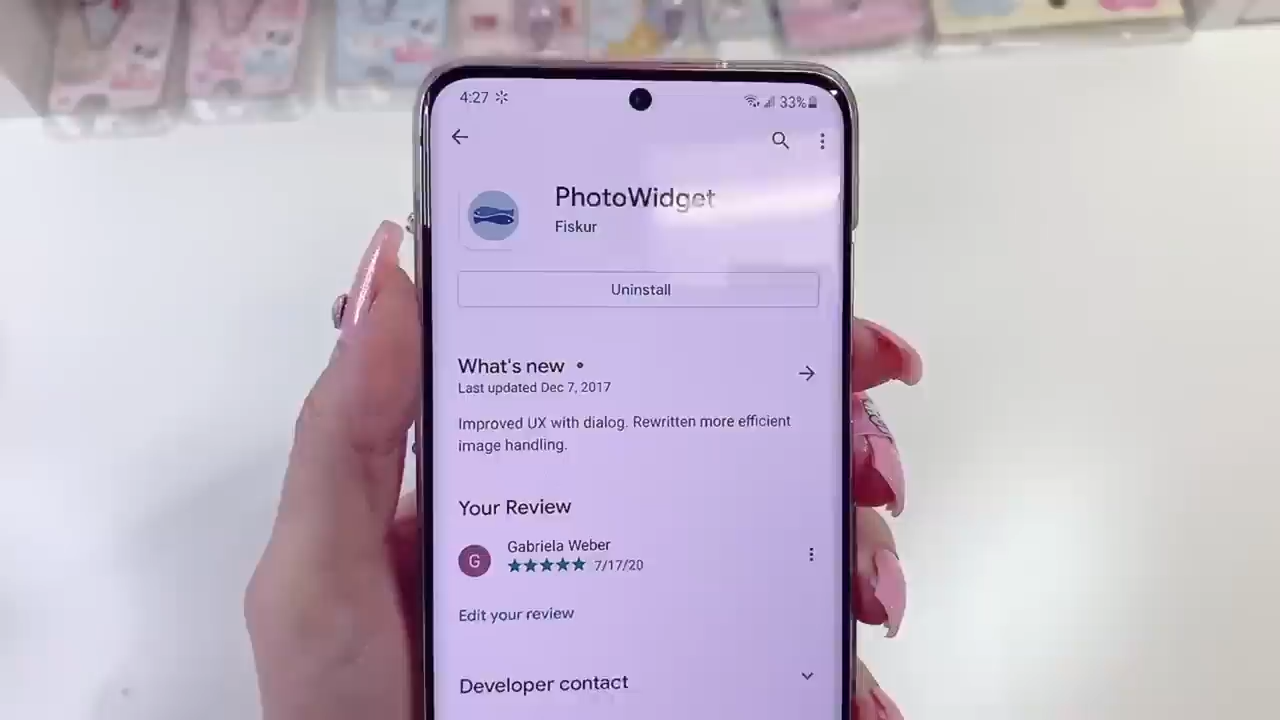 4:27
33%
PhotoWidget
Fiskur
Uninstall
What's new •
Last updated Dec 7, 2017
Improved UX with dialog. Rewritten more efficient
image handling.
Your Review
G
Gabriela Weber
7/17/20
Edit your review
Developer contact